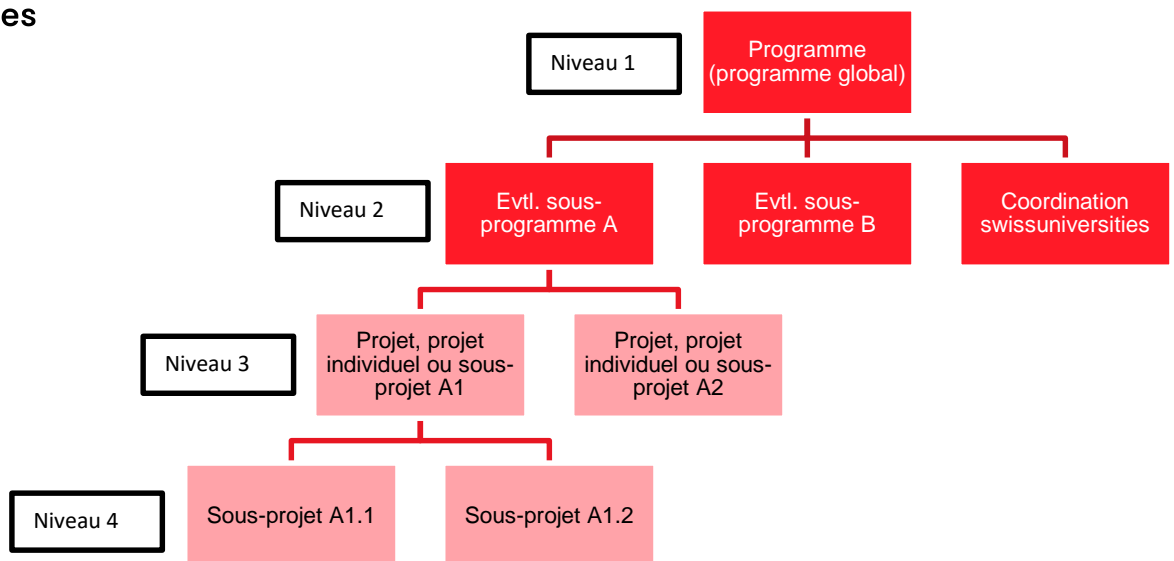 es
Niveau 1
Programme
(programme global)
Niveau 2
Evtl. sous-
programme A
Evtl. sous-
programme B
Coordination
swissuniversities
Niveau 3
Projet, projet
individuel ou sous-
projet A1
Projet, projet
individuel ou sous-
projet A2
Niveau 4
Sous-projet A1.1
Sous-projet A1.2